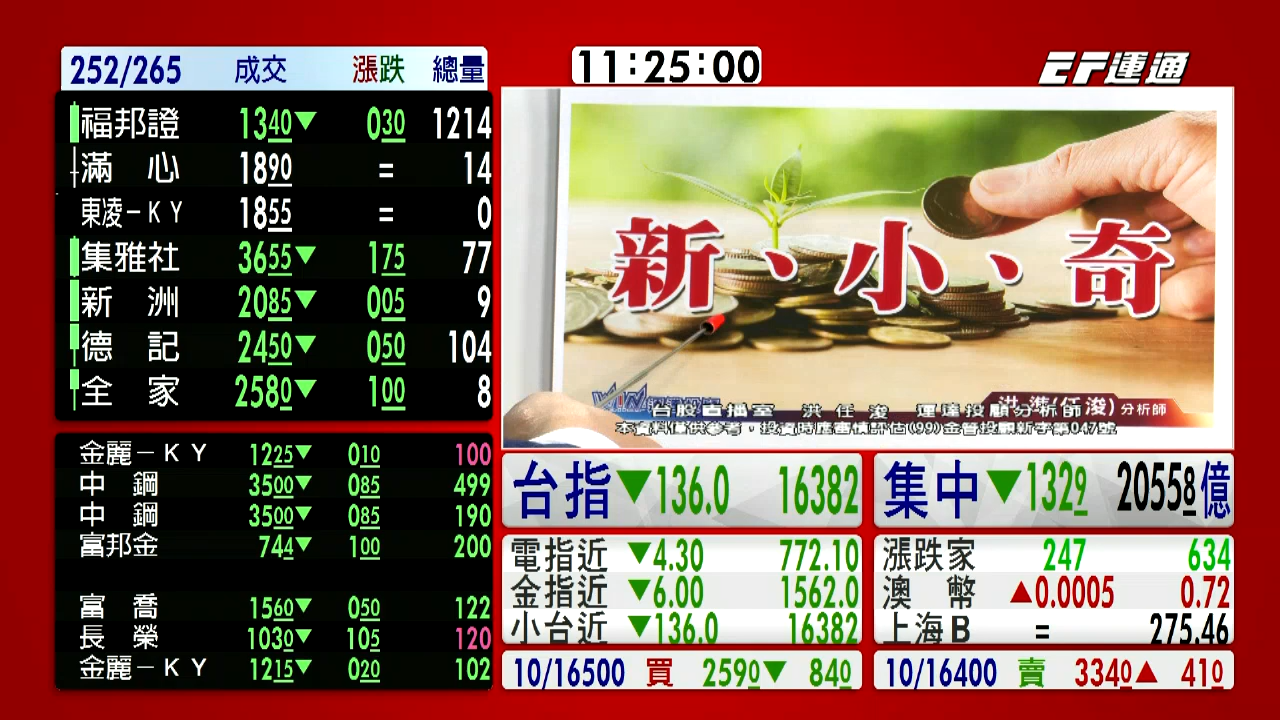 252/265 成交 漲跌 總量
11:25:00
EF運通
福邦證 1340▼ 030 1214
滿心 1890 = 14
東凌-KY 1855 = 0
集雅社 3655▼ 175 77
新洲 2085▼ 005 9
德記 2450▼ 050 104
全家 2580▼ 100 8
新、小、奇
WIN
洪 (任浚) 分析師
台股直播室 洪任浚 運達投顧分析師
本資料僅供參考，投資時應審慎評估(99)金管投顧新字第047號
金麗-KY 1225▼ 010 100
中鋼 3500▼ 085 499
中鋼 3500▼ 085 190
富邦金 744▼ 100 200
富喬 1560▼ 050 122
長榮 1030▼ 105 120
金麗-KY 1215▼ 020 102
台指▼136.0 16382
集中▼1329 20558億
電指近 ▼4.30 772.10
金指近 ▼6.00 1562.0
小台近 ▼136.0 16382
漲跌家 247 634
澳幣 ▲0.0005 0.72
上海B = 275.46
10/16500 買 2590▼ 840
10/16400 賣 3340▲ 410